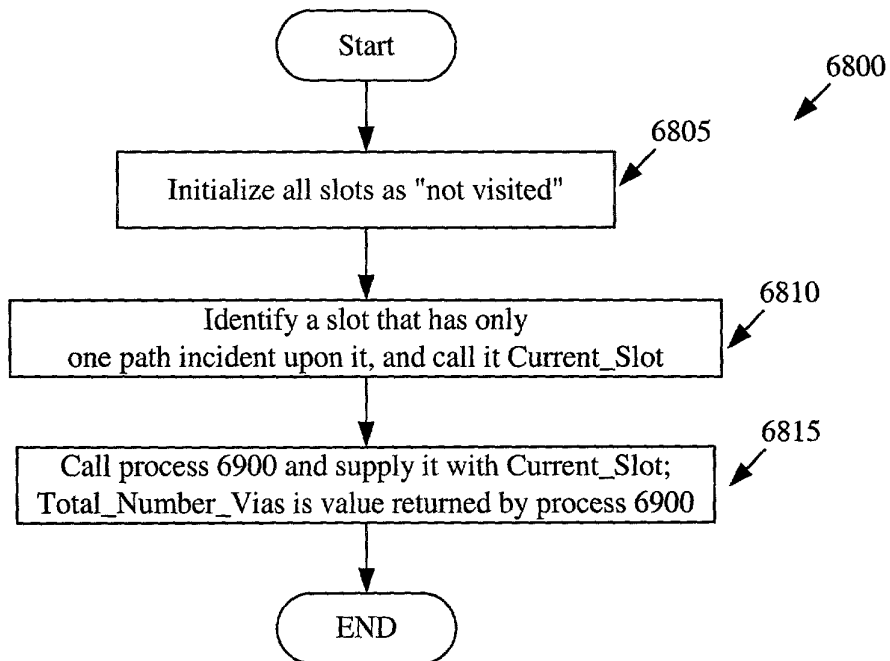 Start
6800
6805
Initialize all slots as "not visited"
6810
Identify a slot that has only
one path incident upon it, and call it Current_Slot
6815
Call process 6900 and supply it with Current_Slot;
Total_Number_Vias is value returned by process 6900
END